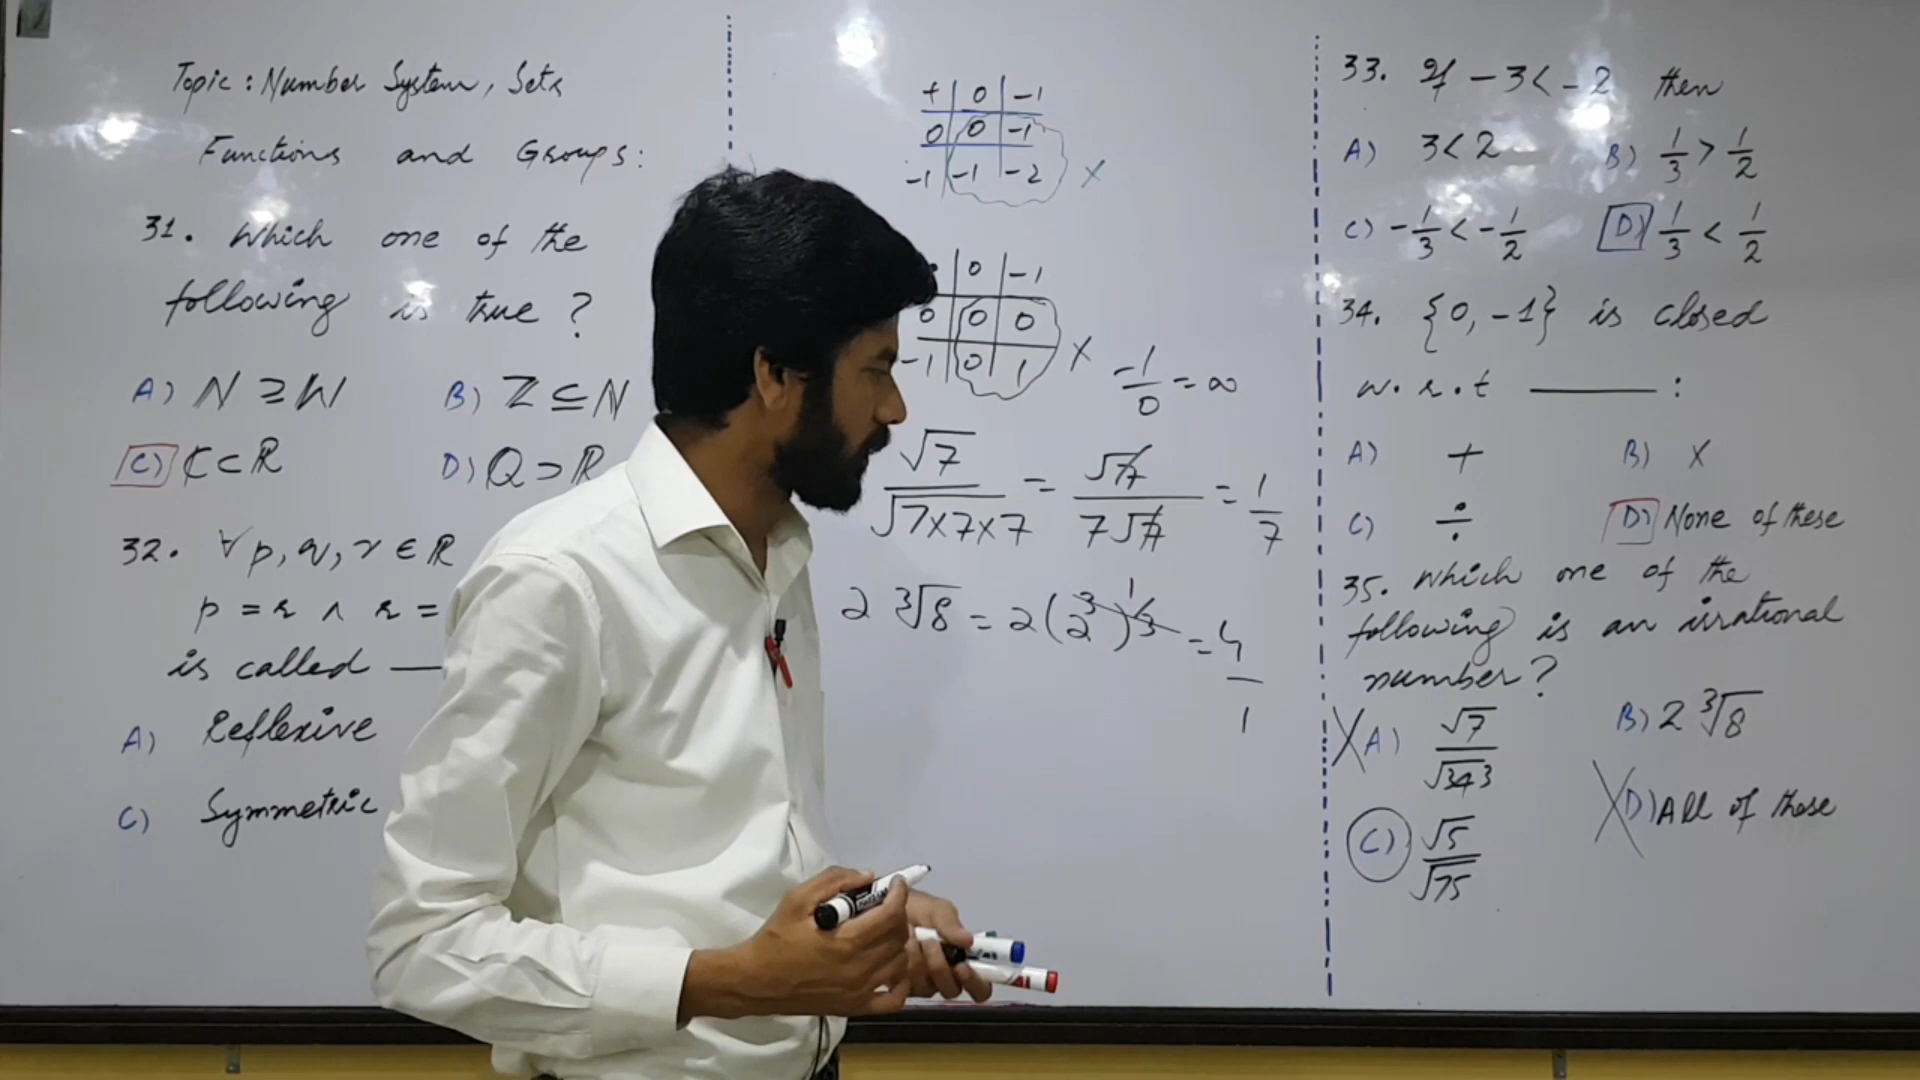 Topic: Number System, Sets
Functions and Groups:
31. Which one of the
following is true?
A) N ⊇ W B) Z ⊆ N
C) ₵ ⊂ R D) Q ⊃ R
32. ∀ p, q, r ∈ R
p = r ∧ r =
is called
A) Reflexive
C) Symmetric
+ | 0 | -1
0 | 0 | -1
-1 | -1 | -2 X
0 | -1
0 | 0 | 0
-1 | 0 | 1 X
-1/0 = ∞
√7/√7×7×7 = √7/7√7 = 1/7
2 ∛8 = 2(2³)^1/3 = 4/1
33. If -3 < -2 then
A) 3 < 2 B) 1/3 > 1/2
C) -1/3 < -1/2 D) 1/3 < 1/2
34. {0, -1} is closed
w.r.t ______ :
A) + B) X
C) ÷ D) None of these
35. Which one of the
following is an irrational
number?
X A) √7/√343 B) 2 ∛8
C) √5/√75 X D) All of these